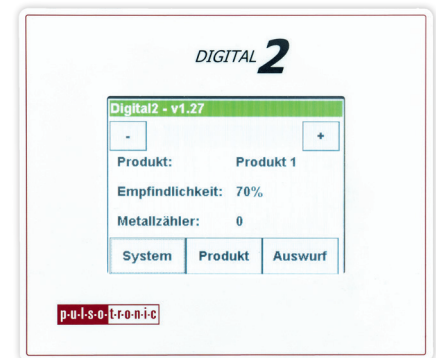 DIGITAL 2
Digital2 - v1.27
- +
Produkt: Produkt 1
Empfindlichkeit: 70%
Metallzähler: 0
System Produkt Auswurf
p-u-l-s-o-t-r-o-n-i-c